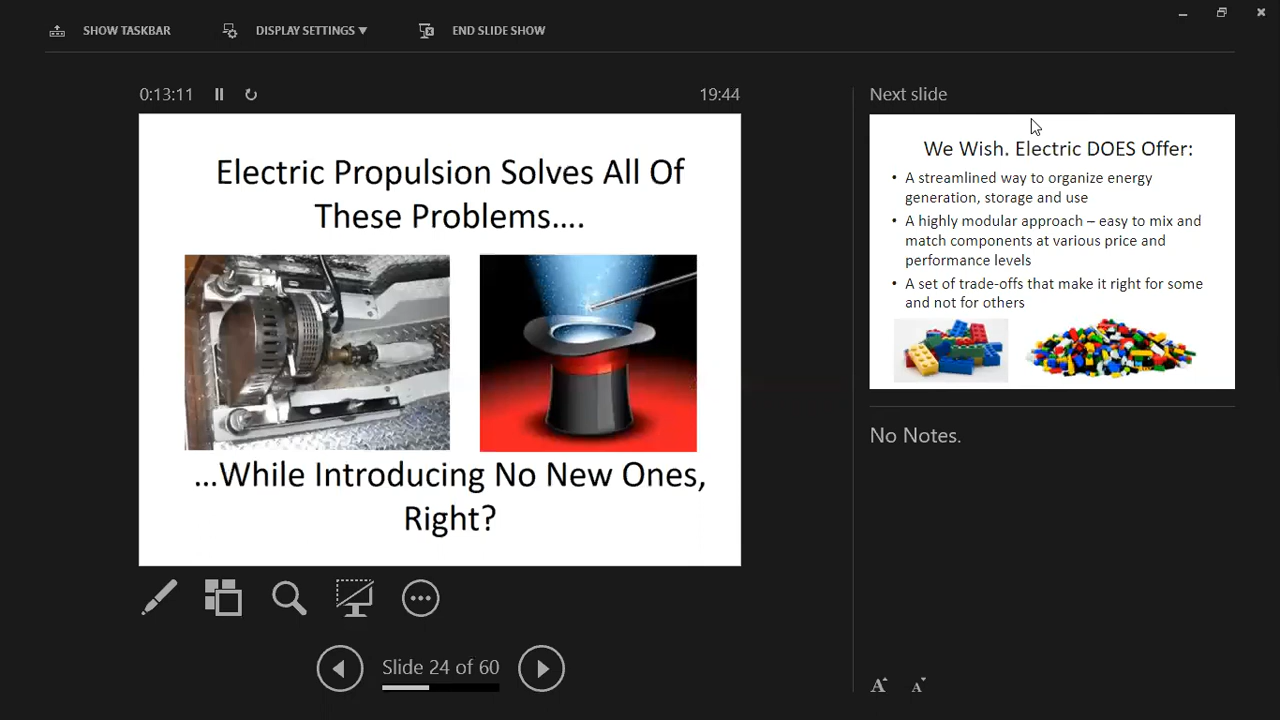 SHOW TASKBAR
DISPLAY SETTINGS ▼
END SLIDE SHOW
0:13:11
19:44
Electric Propulsion Solves All Of
These Problems....
...While Introducing No New Ones,
Right?
Slide 24 of 60
Next slide
We Wish. Electric DOES Offer:
• A streamlined way to organize energy
generation, storage and use
• A highly modular approach – easy to mix and
match components at various price and
performance levels
• A set of trade-offs that make it right for some
and not for others
No Notes.
A A